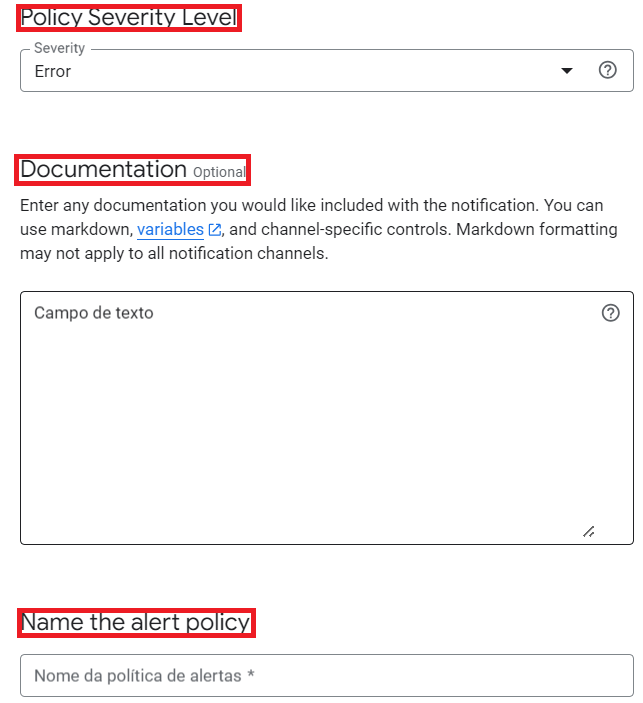 Policy Severity Level
Severity
Error
Documentation Optional
Enter any documentation you would like included with the notification. You can
use markdown, variables, and channel-specific controls. Markdown formatting
may not apply to all notification channels.
Campo de texto
Name the alert policy
Nome da política de alertas *